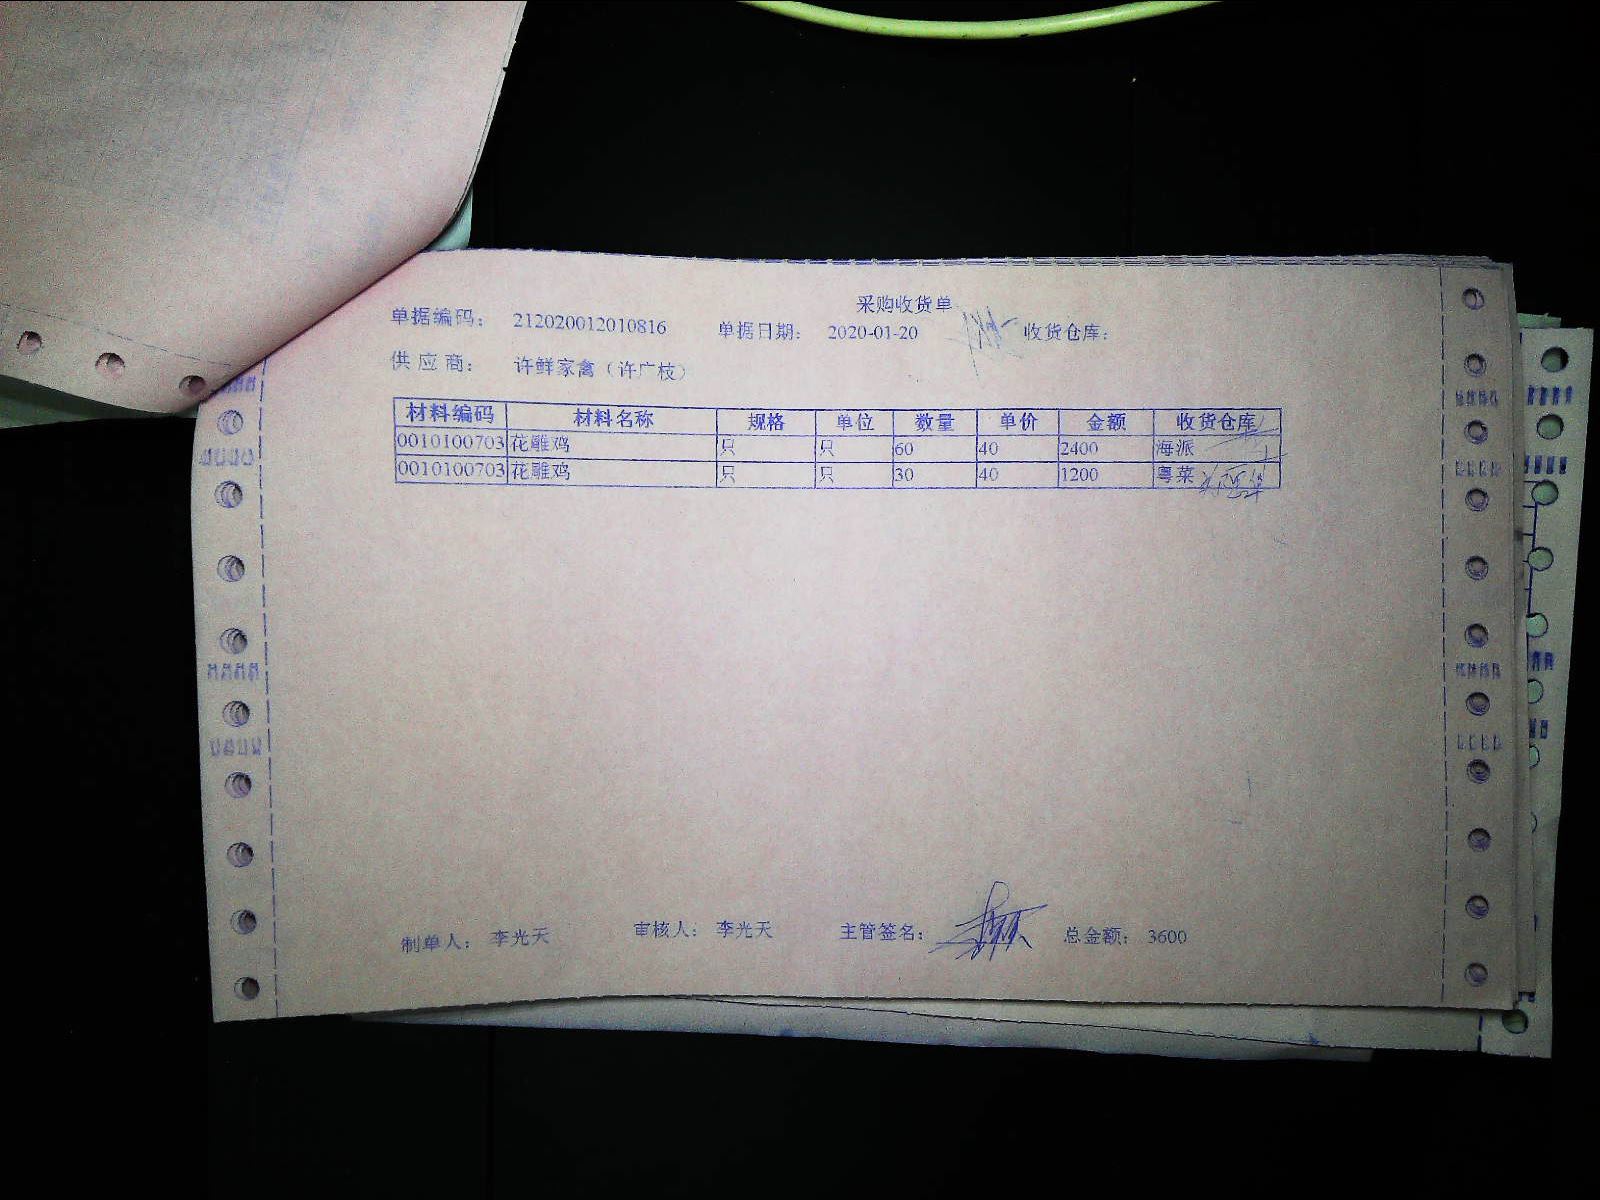 采购收货单
单据编码： 212020012010816 单据日期： 2020-01-20 收货仓库：
供应商： 许鲜家禽（许广枝）
材料编码 材料名称 规格 单位 数量 单价 金额 收货仓库
0010100703 花雕鸡 只 只 60 40 2400 海派
0010100703 花雕鸡 只 只 30 40 1200 粤菜
制单人： 李光天 审核人： 李光天 主管签名： 总金额： 3600